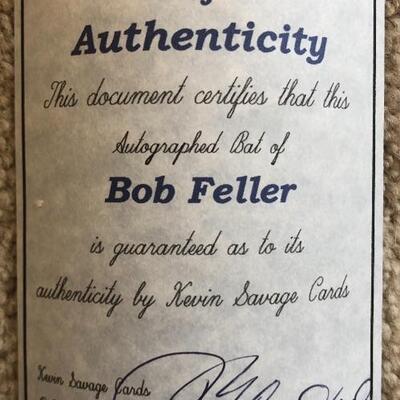 Authenticity
This document certifies that this
Autographed Bat of
Bob Feller
is guaranteed as to its
authenticity by Kevin Savage Cards
Kevin Savage Cards